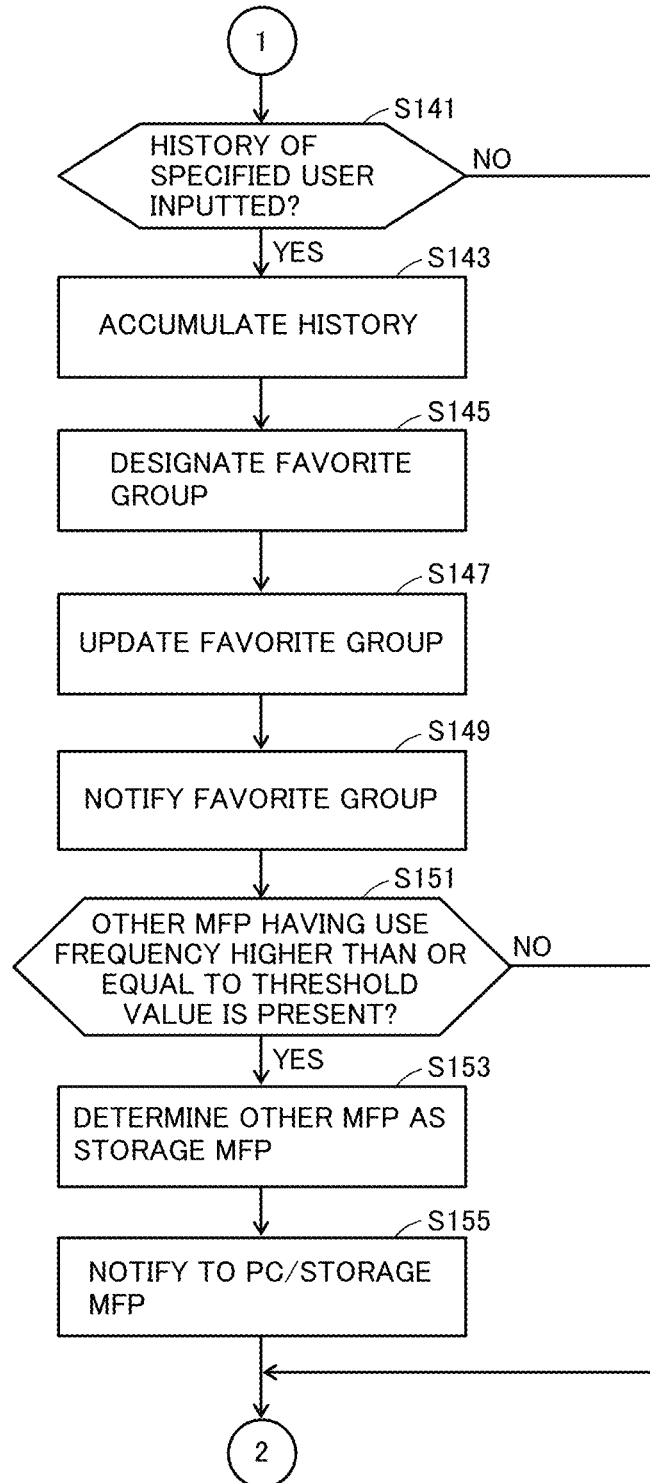 1
S141
HISTORY OF
SPECIFIED USER
INPUTTED?
NO
YES
S143
ACCUMULATE HISTORY
S145
DESIGNATE FAVORITE
GROUP
S147
UPDATE FAVORITE GROUP
S149
NOTIFY FAVORITE GROUP
S151
OTHER MFP HAVING USE
FREQUENCY HIGHER THAN OR
EQUAL TO THRESHOLD
VALUE IS PRESENT?
NO
YES
S153
DETERMINE OTHER MFP AS
STORAGE MFP
S155
NOTIFY TO PC/STORAGE
MFP
2